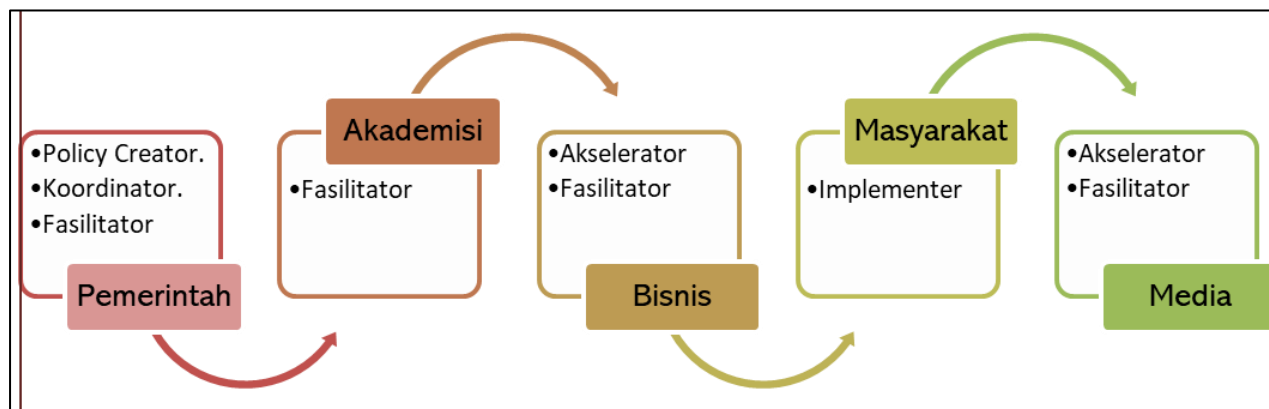 •Policy Creator.
•Koordinator.
•Fasilitator
Pemerintah
Akademisi
•Fasilitator
•Akselerator
•Fasilitator
Bisnis
Masyarakat
•Implementer
•Akselerator
•Fasilitator
Media